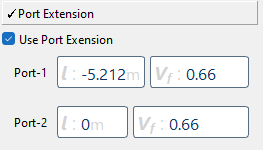 ✓Port Extension
Use Port Exension
Port-1 l : -5.212m Vf : 0.66
Port-2 l : 0m Vf : 0.66